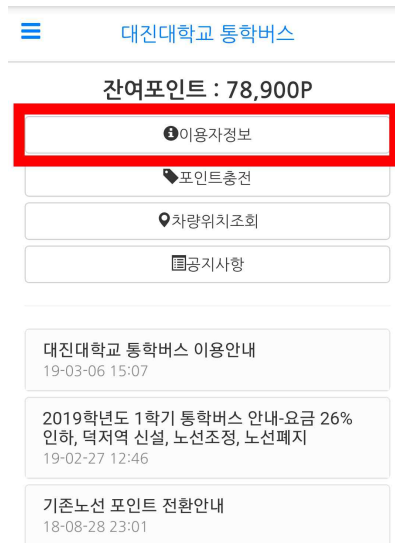 대진대학교 통학버스
잔여포인트 : 78,900P
이용자정보
포인트충전
차량위치조회
공지사항
대진대학교 통학버스 이용안내
19-03-06 15:07
2019학년도 1학기 통학버스 안내-요금 26%
인하, 덕저역 신설, 노선조정, 노선폐지
19-02-27 12:46
기존노선 포인트 전환안내
18-08-28 23:01